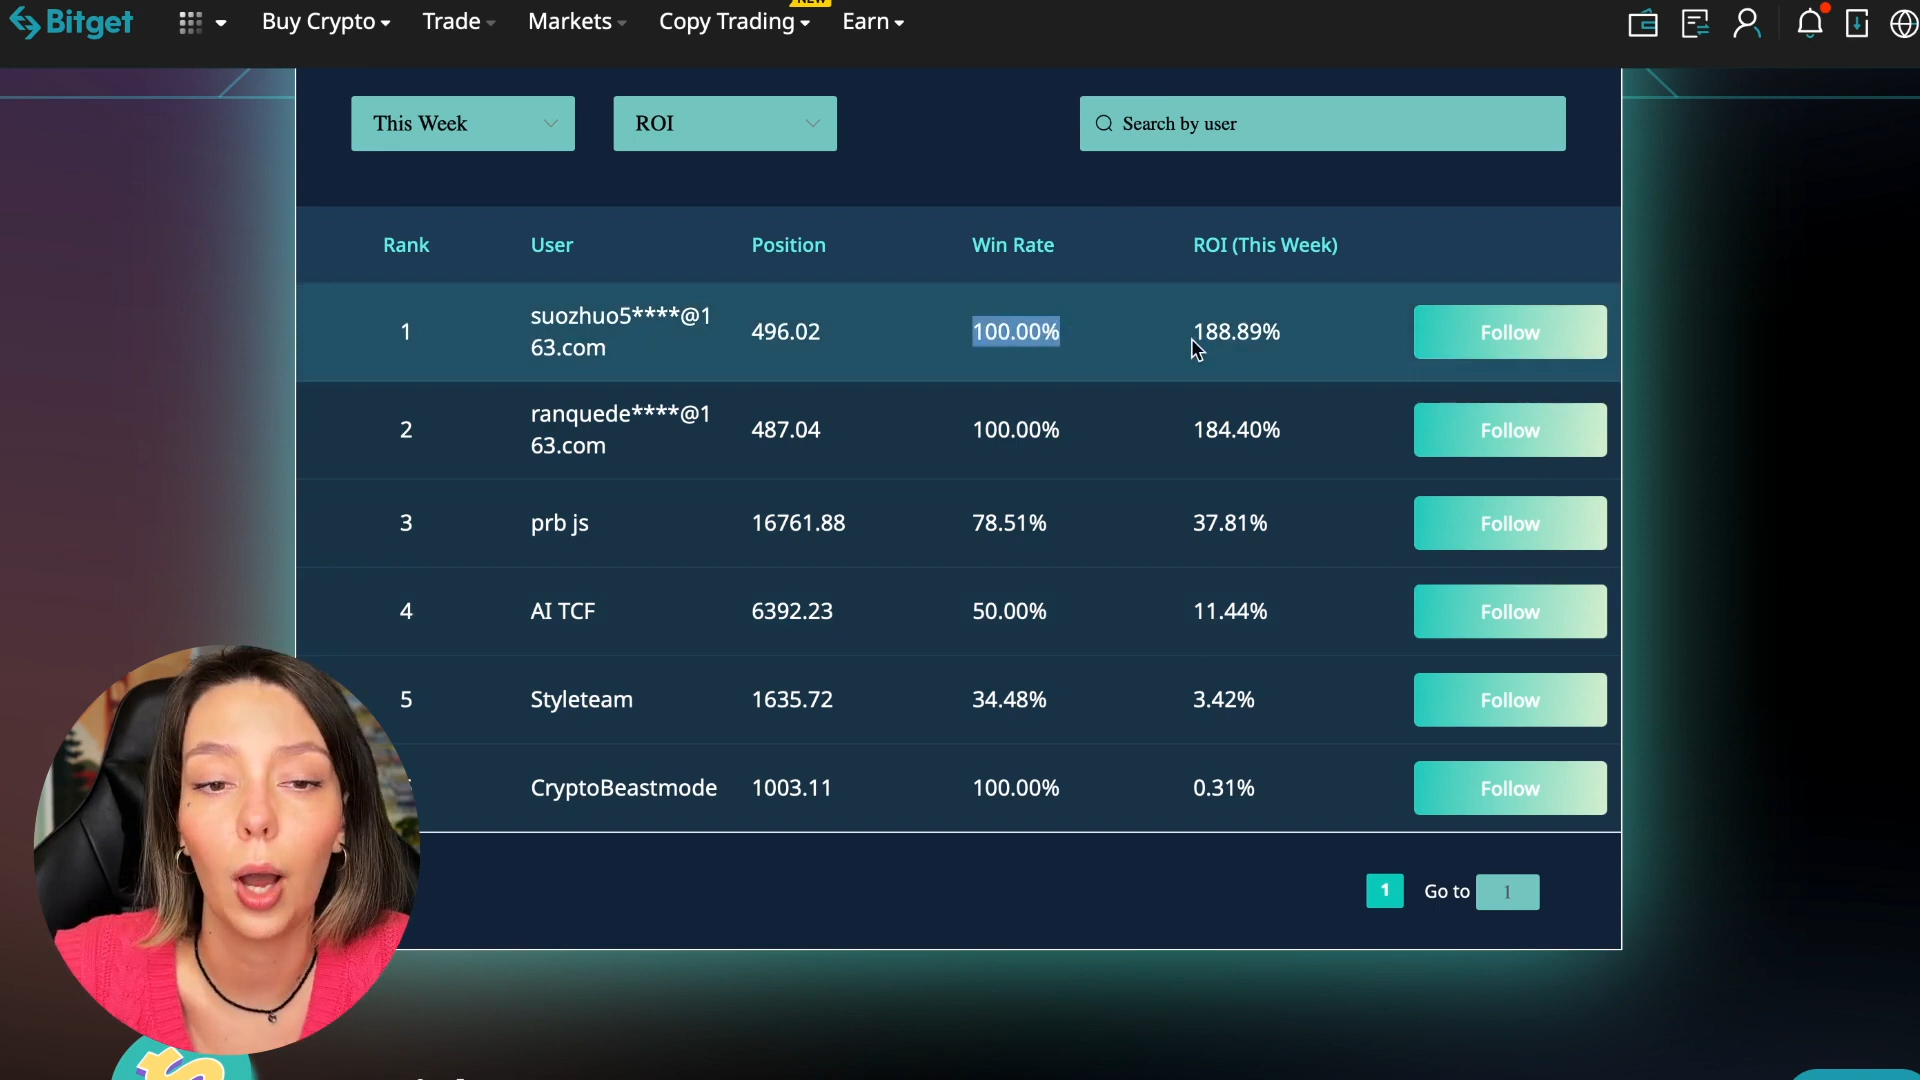 Bitget
Buy Crypto
Trade
Markets
Copy Trading
NEW
Earn
This Week
ROI
Search by user
Rank User Position Win Rate ROI (This Week)
1 suozhuo5****@1
63.com 496.02 100.00% 188.89% Follow
2 ranquede****@1
63.com 487.04 100.00% 184.40% Follow
3 prb js 16761.88 78.51% 37.81% Follow
4 AI TCF 6392.23 50.00% 11.44% Follow
5 Styleteam 1635.72 34.48% 3.42% Follow
CryptoBeastmode 1003.11 100.00% 0.31% Follow
1 Go to 1